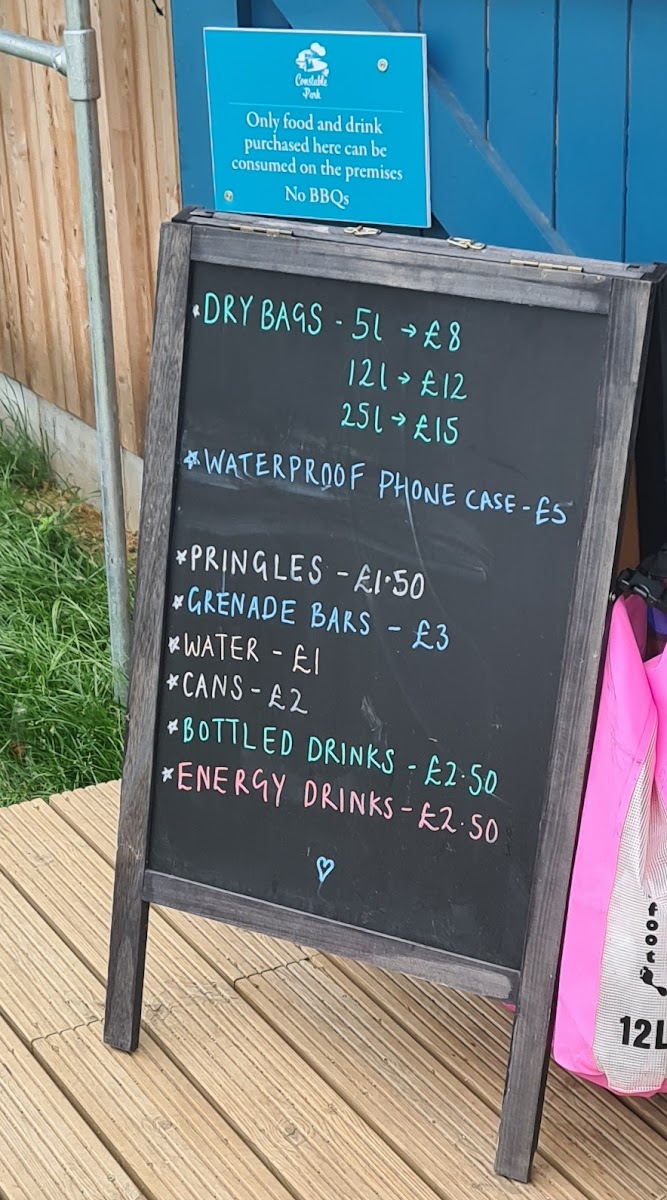 Constable
Park
Only food and drink
purchased here can be
consumed on the premises
No BBQs
*DRY BAGS - 5l → £8
12l → £12
25l → £15
*WATERPROOF PHONE CASE - £5
*PRINGLES - £1.50
*GRENADE BARS - £3
*WATER - £1
*CANS - £2
*BOTTLED DRINKS - £2.50
*ENERGY DRINKS - £2.50
foot
12L